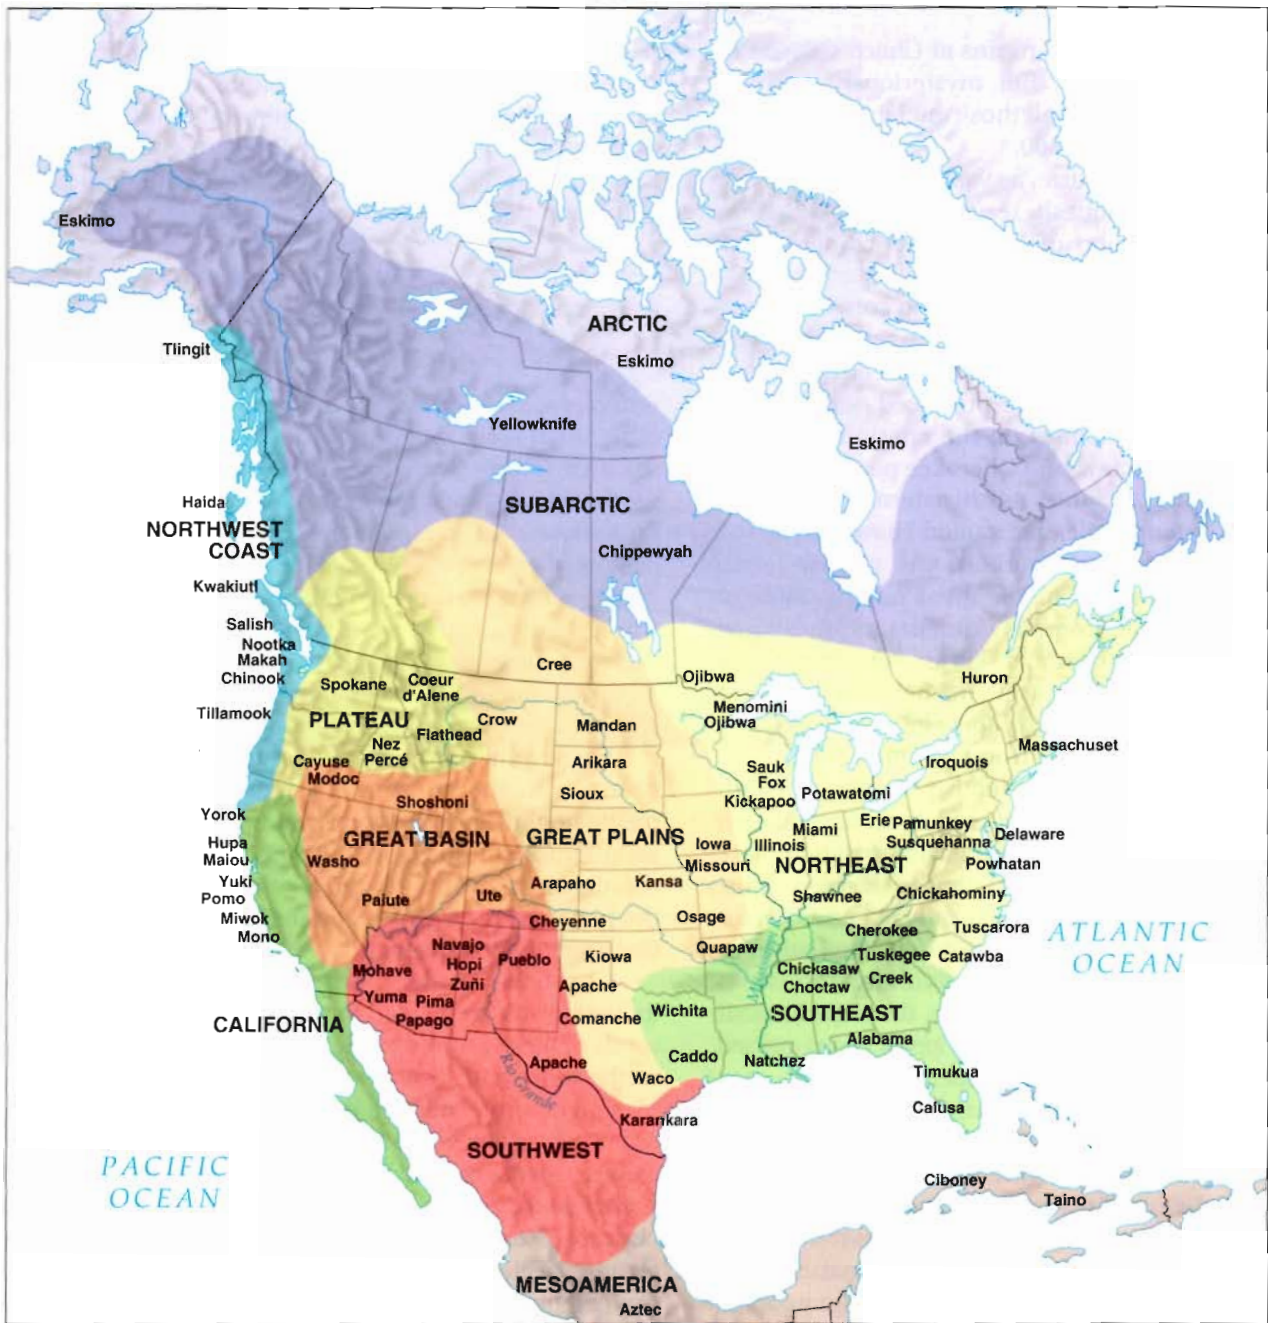 Eskimo
ARCTIC
Tlingit
Eskimo
Yellowknife
Eskimo
Haida
SUBARCTIC
NORTHWEST
COAST
Chippewyah
Kwakiutl
Salish
Nootka
Makah
Chinook
Cree
Ojibwa
Huron
Spokane
Coeur
d'Alene
Tillamook
PLATEAU
Crow
Mandan
Menomini
Ojibwa
Flathead
Nez
Percé
Massachuset
Cayuse
Modoc
Arikara
Sauk
Fox
Iroquois
Shoshoni
Sioux
Kickapoo
Potawatomi
Yorok
Erie
Pamunkey
Hupa
Maiou
GREAT BASIN
GREAT PLAINS
Iowa
Illinois
Miami
Susquehanna
Delaware
Washo
Missouri
NORTHEAST
Powhatan
Yuki
Pomo
Paiute
Ute
Arapaho
Kansa
Shawnee
Chickahominy
Miwok
Mono
Cheyenne
Osage
Cherokee
Tuscarora
ATLANTIC
OCEAN
Navajo
Hopi
Zuñi
Pueblo
Kiowa
Quapaw
Tuskegee
Catawba
Mohave
Chickasaw
Choctaw
Creek
Yuma
Pima
Papago
Apache
Comanche
Wichita
SOUTHEAST
CALIFORNIA
Alabama
Apache
Caddo
Natchez
Rio Grande
Waco
Timukua
Calusa
Karankara
SOUTHWEST
PACIFIC
OCEAN
Ciboney
Taino
MESOAMERICA
Aztec